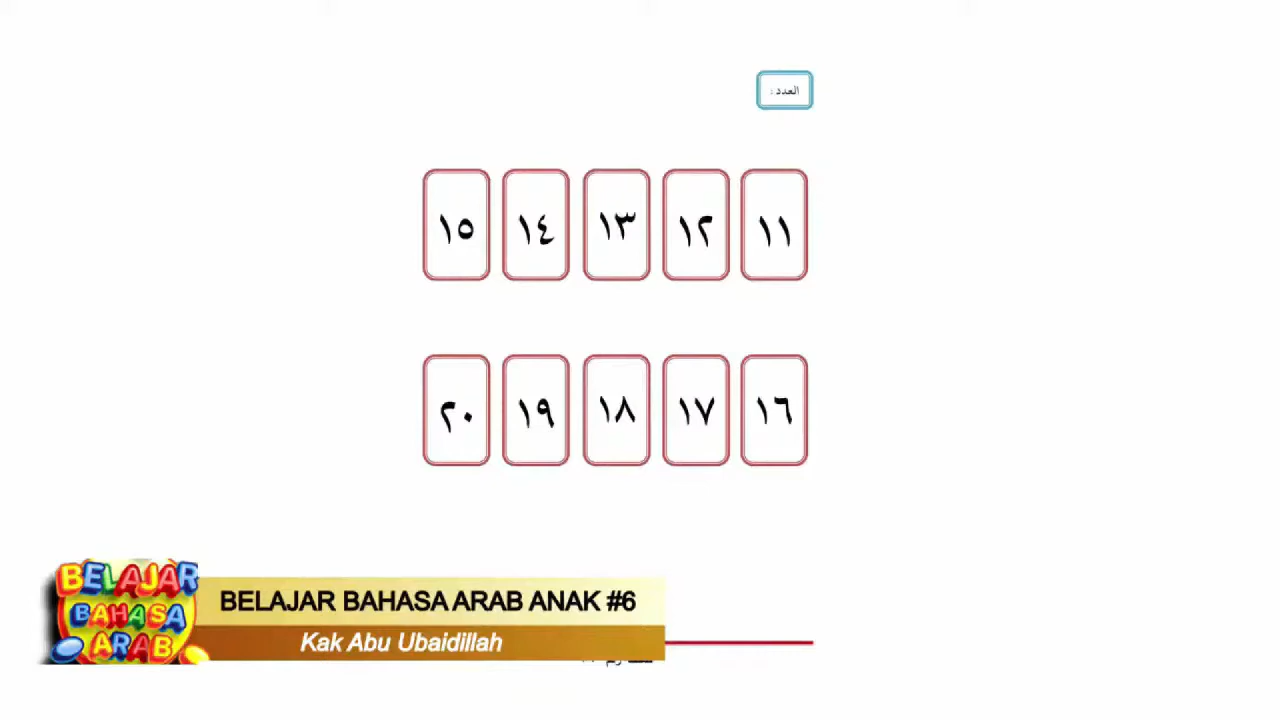 العدد :
١١ ١٢ ١٣ ١٤ ١٥
١٦ ١٧ ١٨ ١٩ ٢٠
BELAJAR
BAHASA
ARAB
BELAJAR BAHASA ARAB ANAK #6
Kak Abu Ubaidillah